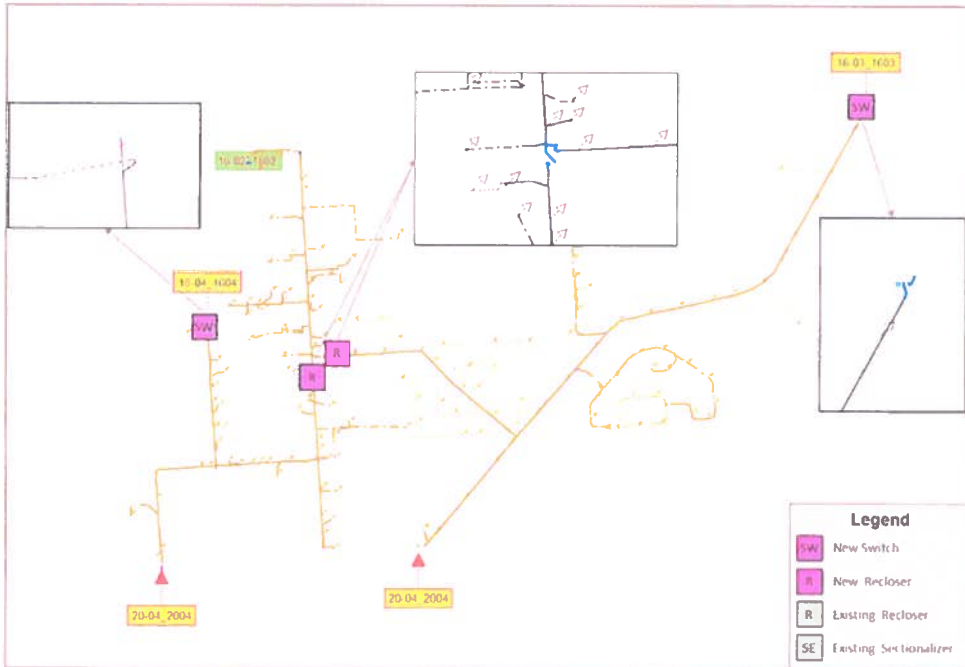 16-03_1603
SW
16-04_1604
SW
R
R
Legend
SW New Switch
R New Recloser
R Existing Recloser
SE Existing Sectionalizer
20-04_2004
20-04_2004